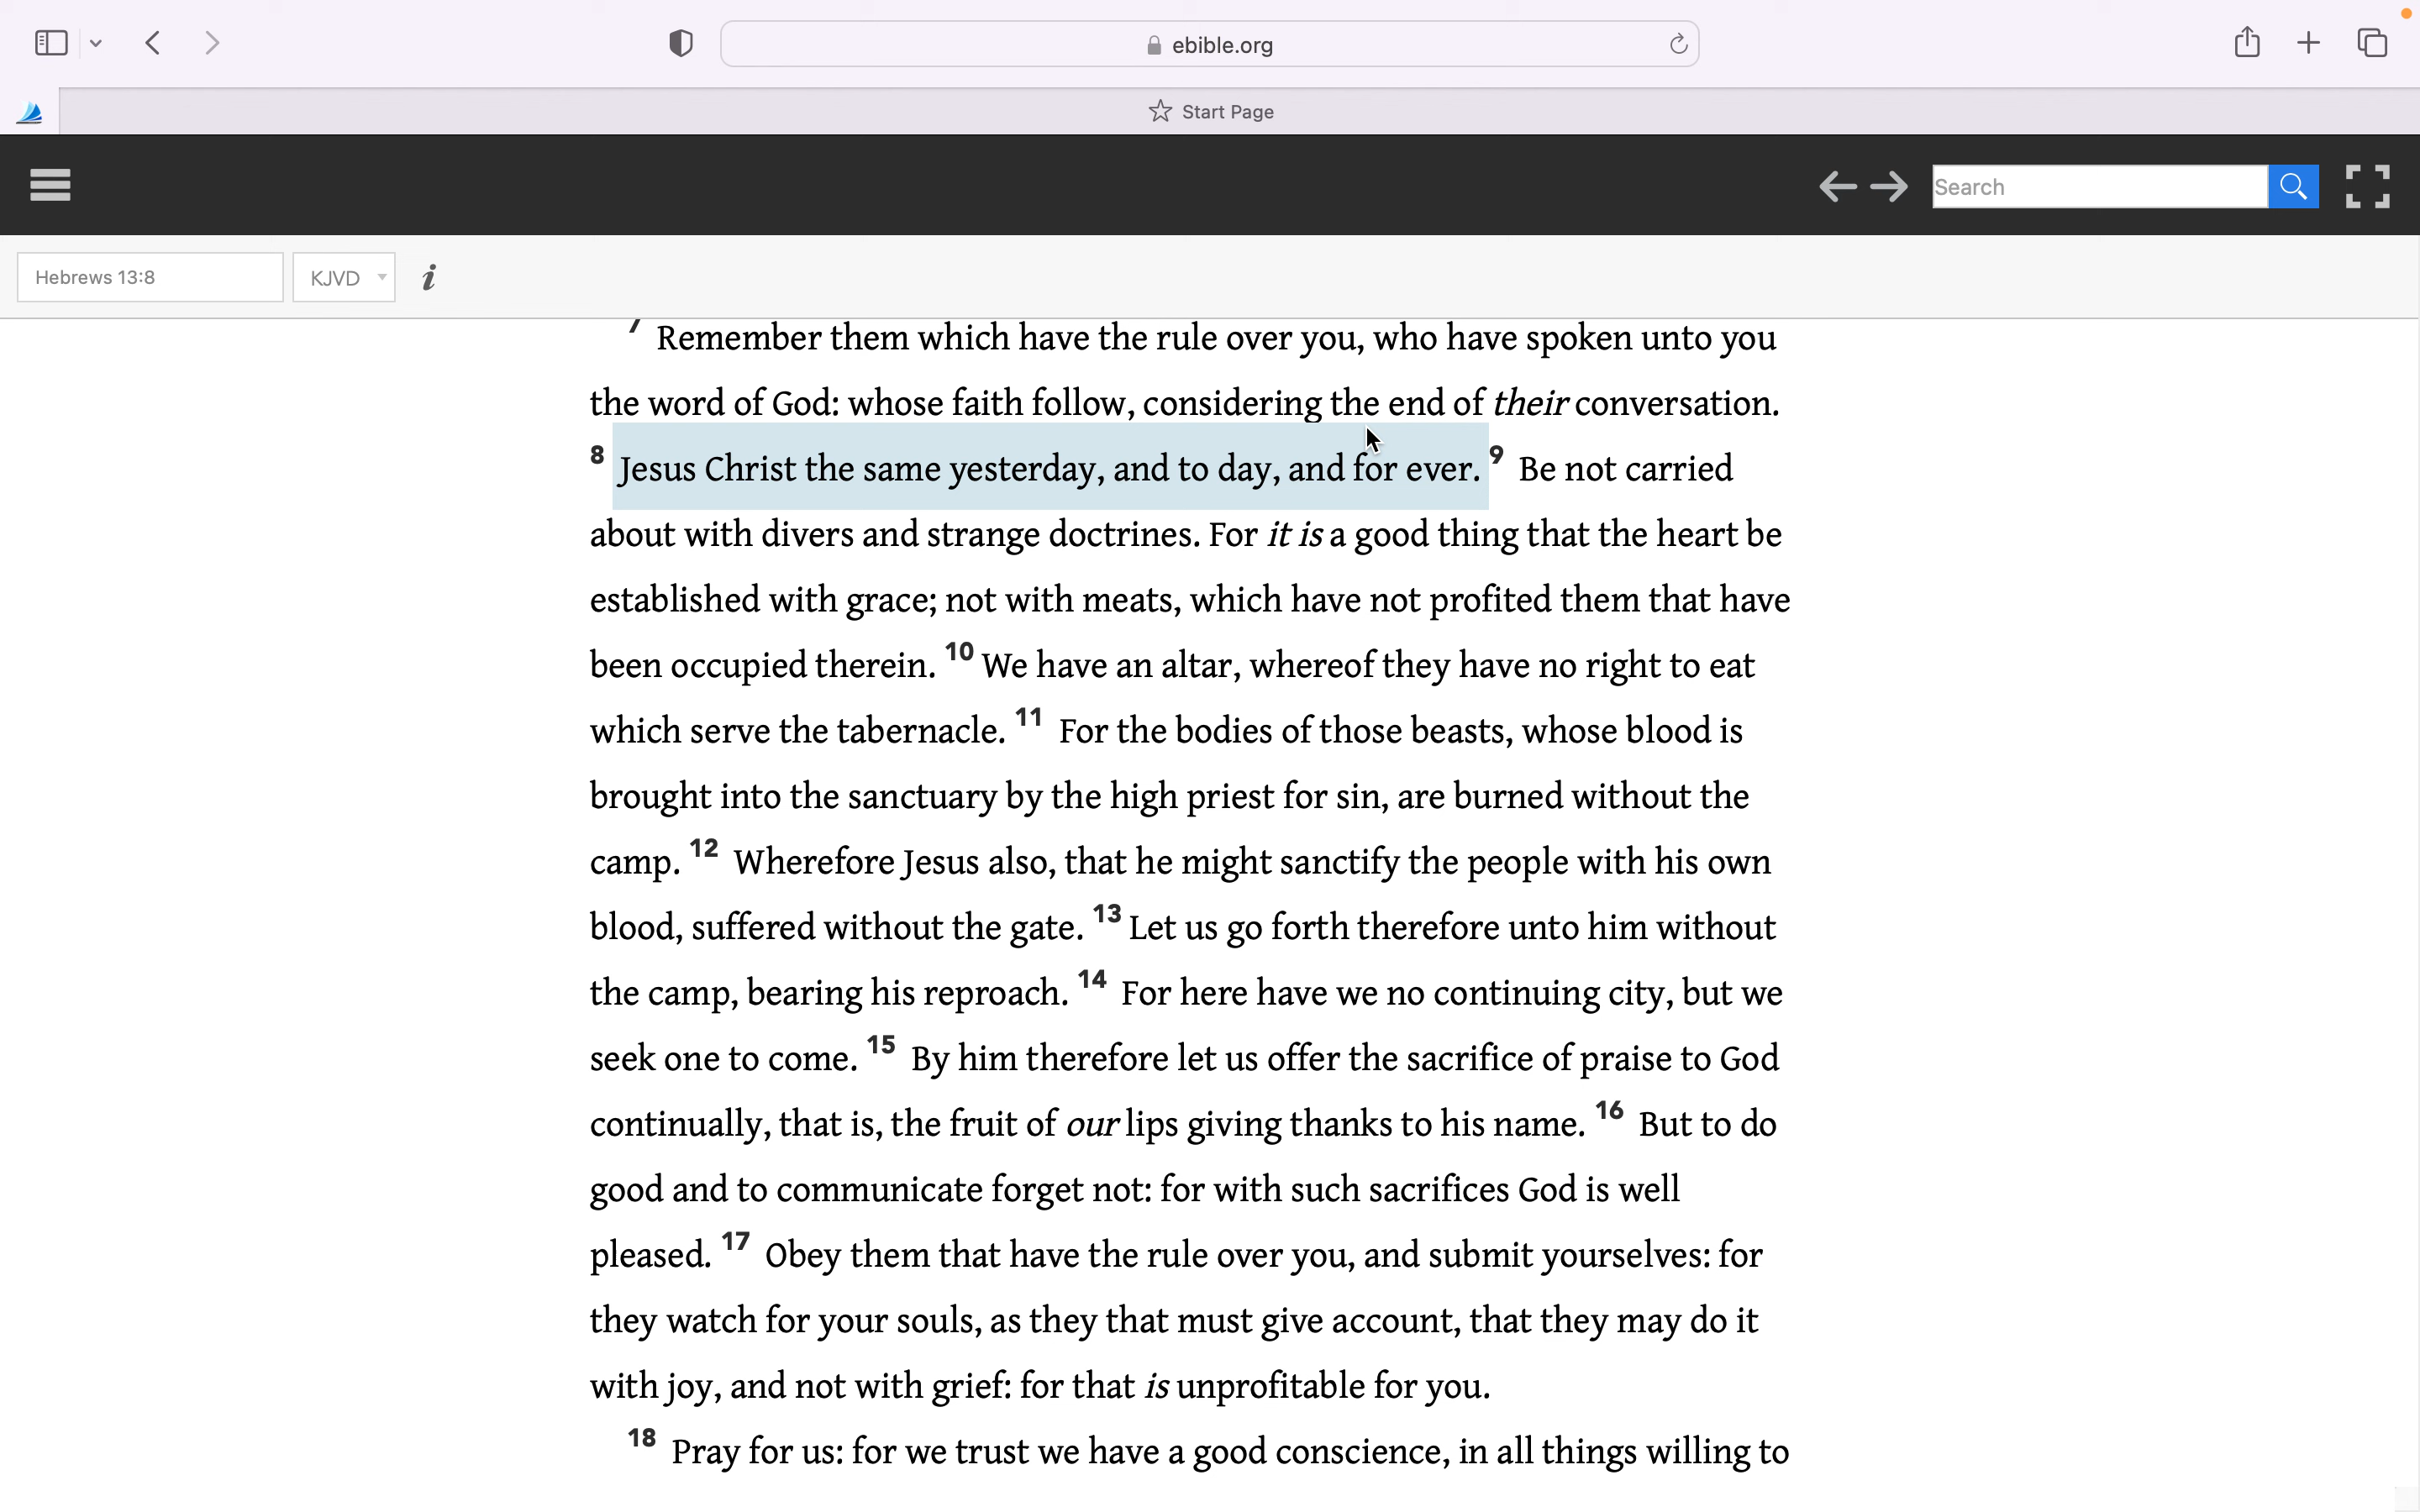 ebible.org
Start Page
Search
Hebrews 13:8
KJVD
i
7 Remember them which have the rule over you, who have spoken unto you
the word of God: whose faith follow, considering the end of their conversation.
8 Jesus Christ the same yesterday, and to day, and for ever. 9 Be not carried
about with divers and strange doctrines. For it is a good thing that the heart be
established with grace; not with meats, which have not profited them that have
been occupied therein. 10 We have an altar, whereof they have no right to eat
which serve the tabernacle. 11 For the bodies of those beasts, whose blood is
brought into the sanctuary by the high priest for sin, are burned without the
camp. 12 Wherefore Jesus also, that he might sanctify the people with his own
blood, suffered without the gate. 13 Let us go forth therefore unto him without
the camp, bearing his reproach. 14 For here have we no continuing city, but we
seek one to come. 15 By him therefore let us offer the sacrifice of praise to God
continually, that is, the fruit of our lips giving thanks to his name. 16 But to do
good and to communicate forget not: for with such sacrifices God is well
pleased. 17 Obey them that have the rule over you, and submit yourselves: for
they watch for your souls, as they that must give account, that they may do it
with joy, and not with grief: for that is unprofitable for you.
18 Pray for us: for we trust we have a good conscience, in all things willing to